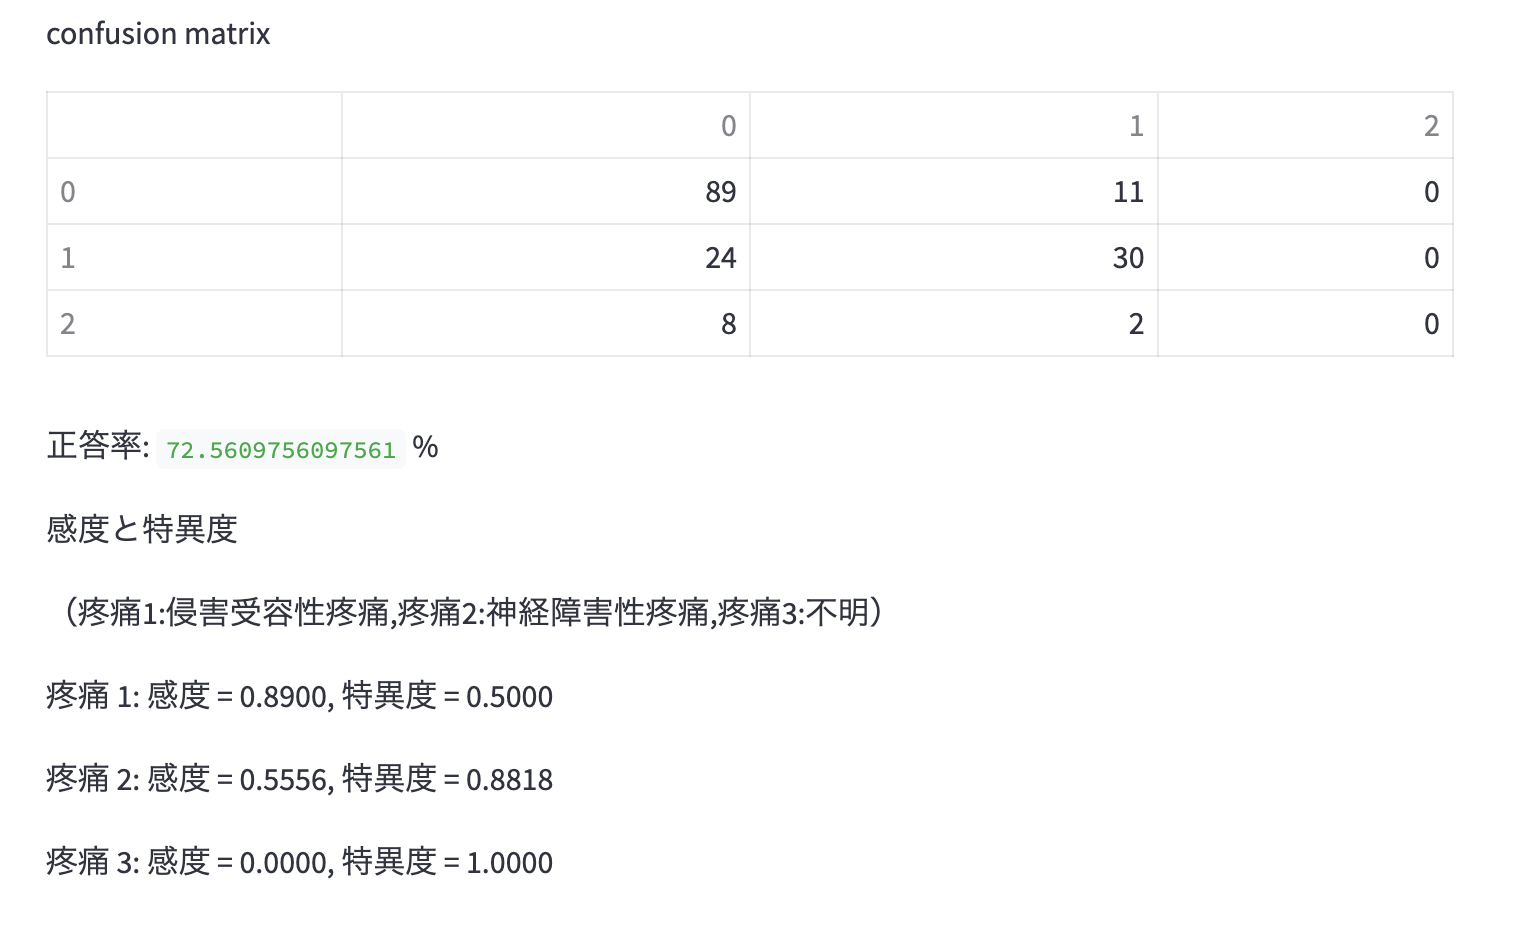 confusion matrix
0 1 2
0 89 11 0
1 24 30 0
2 8 2 0
正答率: 72.5609756097561 %
感度と特異度
（疼痛1:侵害受容性疼痛,疼痛2:神経障害性疼痛,疼痛3:不明）
疼痛 1: 感度 = 0.8900, 特異度 = 0.5000
疼痛 2: 感度 = 0.5556, 特異度 = 0.8818
疼痛 3: 感度 = 0.0000, 特異度 = 1.0000